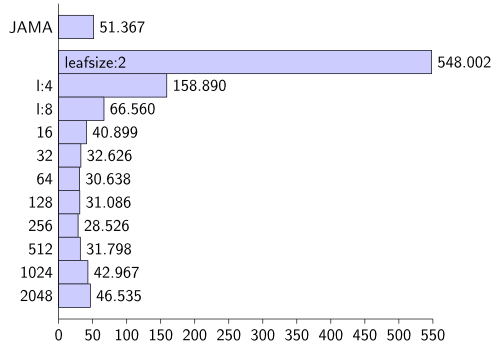 JAMA 51.367
leafsize:2 548.002
l:4 158.890
l:8 66.560
16 40.899
32 32.626
64 30.638
128 31.086
256 28.526
512 31.798
1024 42.967
2048 46.535
0 50 100 150 200 250 300 350 400 450 500 550